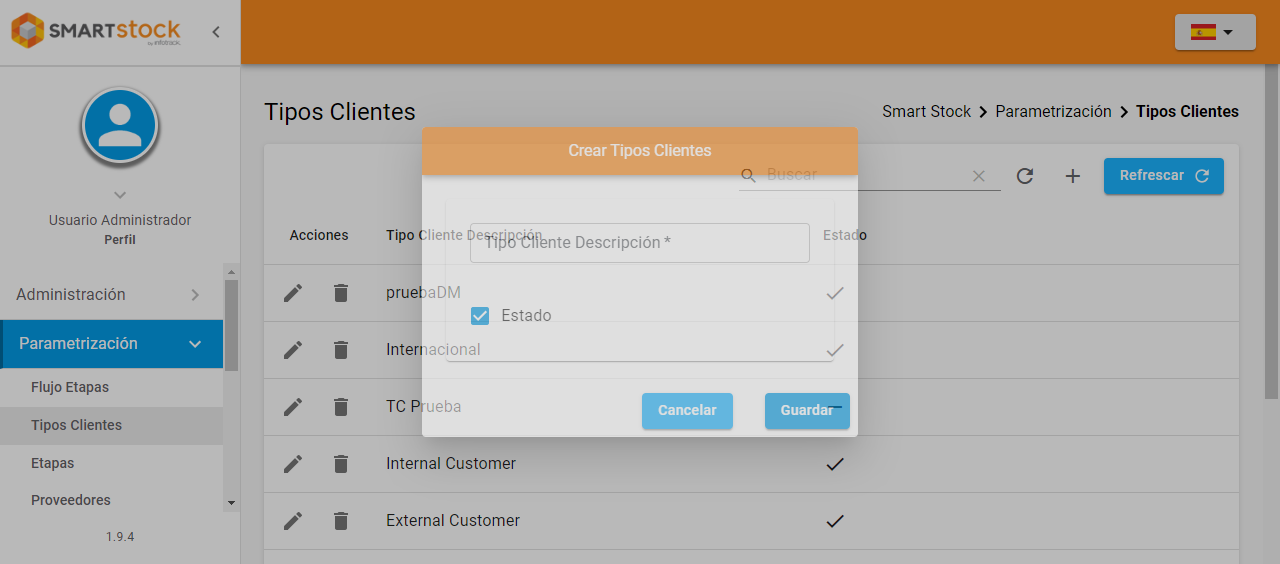 SMARTstock
by infotrack.
Usuario Administrador
Perfil
Administración
Parametrización
Flujo Etapas
Tipos Clientes
Etapas
Proveedores
1.9.4
Tipos Clientes
Smart Stock > Parametrización > Tipos Clientes
Crear Tipos Clientes
Buscar
Refrescar
Acciones Tipo Cliente Descripción Estado
Tipo Cliente Descripción *
pruebaDM
Estado
Internacional
TC Prueba
Cancelar Guardar
Internal Customer
External Customer